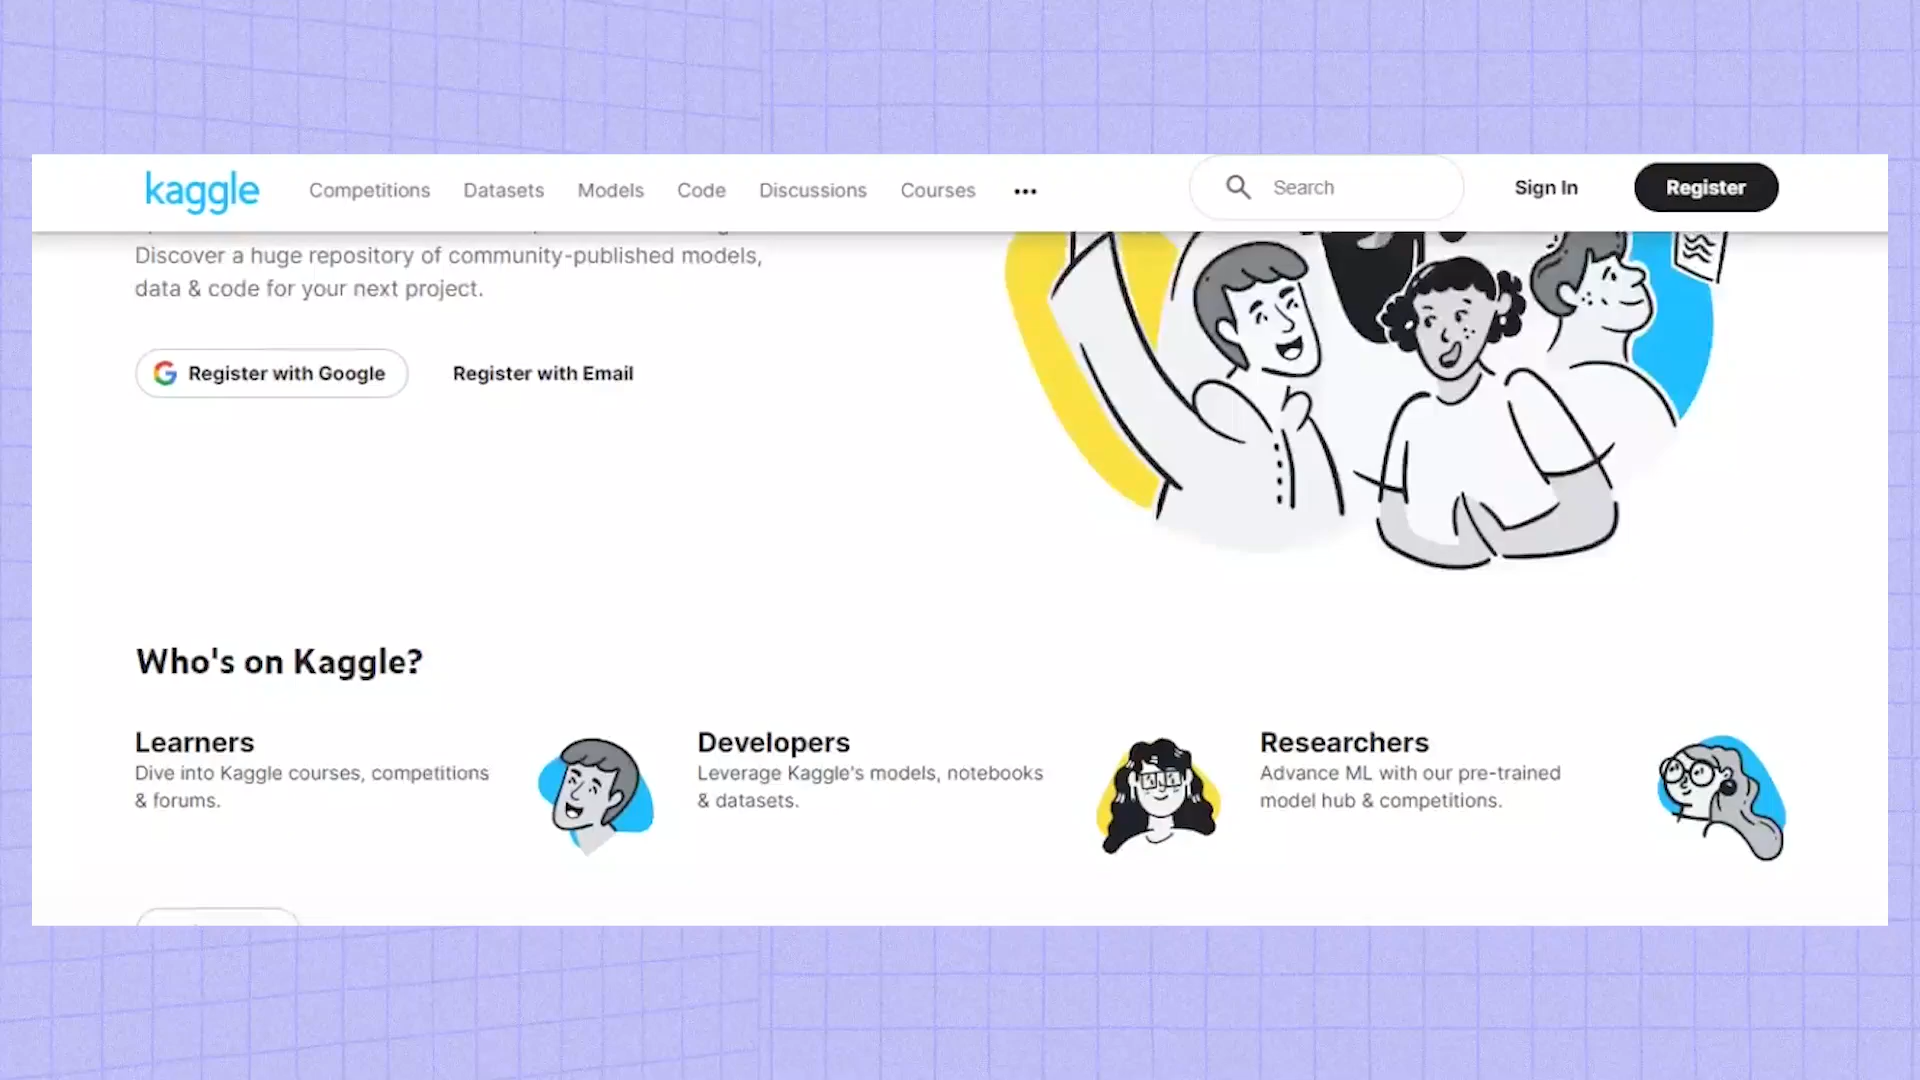 kaggle
Competitions
Datasets
Models
Code
Discussions
Courses
Search
Sign In
Register
Discover a huge repository of community-published models,
data & code for your next project.
Register with Google
Register with Email
Who's on Kaggle?
Learners
Dive into Kaggle courses, competitions
& forums.
Developers
Leverage Kaggle's models, notebooks
& datasets.
Researchers
Advance ML with our pre-trained
model hub & competitions.